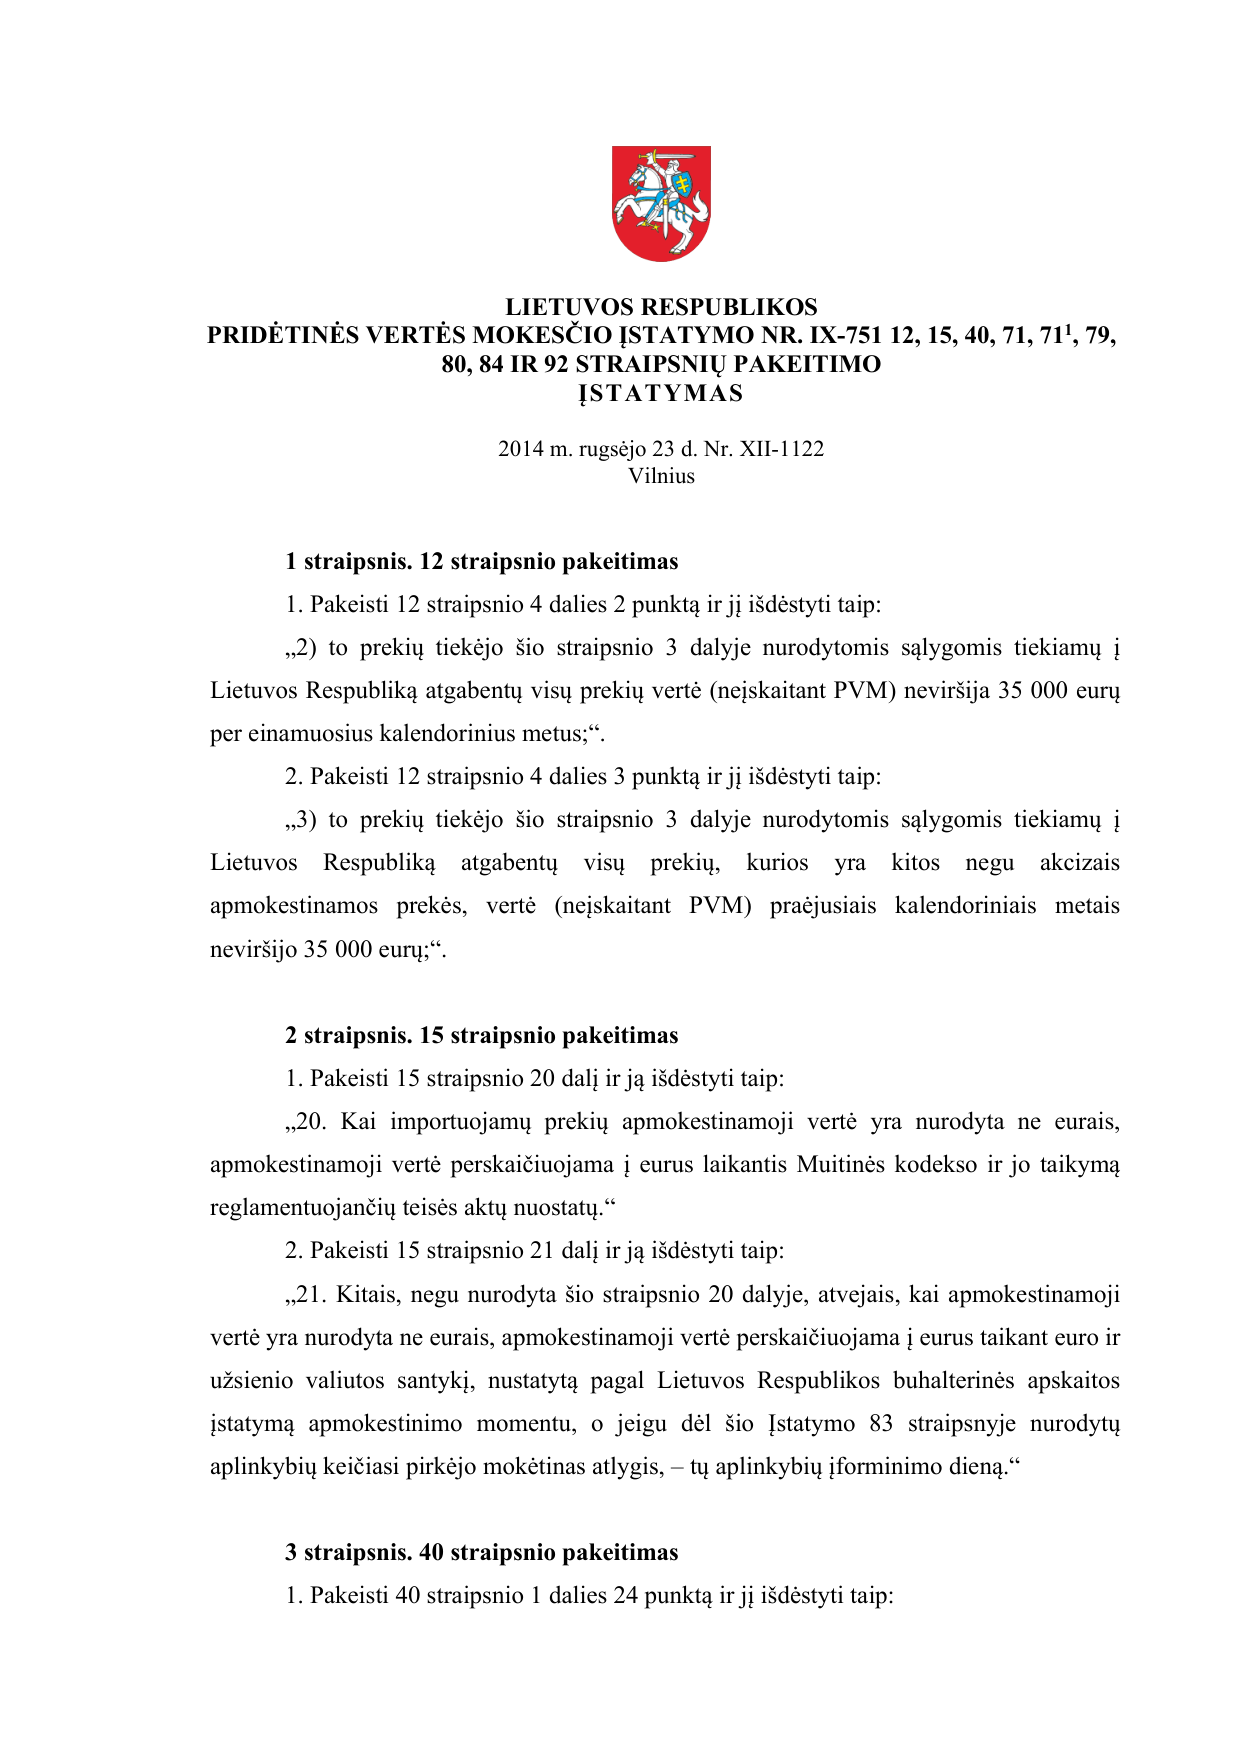 LIETUVOS RESPUBLIKOS
PRIDĖTINĖS VERTĖS MOKESČIO ĮSTATYMO NR. IX-751 12, 15, 40, 71, 71¹, 79,
80, 84 IR 92 STRAIPSNIŲ PAKEITIMO
ĮSTATYMAS
2014 m. rugsėjo 23 d. Nr. XII-1122
Vilnius
1 straipsnis. 12 straipsnio pakeitimas
1. Pakeisti 12 straipsnio 4 dalies 2 punktą ir jį išdėstyti taip:
„2) to prekių tiekėjo šio straipsnio 3 dalyje nurodytomis sąlygomis tiekiamų į
Lietuvos Respubliką atgabentų visų prekių vertė (neįskaitant PVM) neviršija 35 000 eurų
per einamuosius kalendorinius metus;“.
2. Pakeisti 12 straipsnio 4 dalies 3 punktą ir jį išdėstyti taip:
„3) to prekių tiekėjo šio straipsnio 3 dalyje nurodytomis sąlygomis tiekiamų į
Lietuvos Respubliką atgabentų visų prekių, kurios yra kitos negu akcizais
apmokestinamos prekės, vertė (neįskaitant PVM) praėjusiais kalendoriniais metais
neviršijo 35 000 eurų;“.
2 straipsnis. 15 straipsnio pakeitimas
1. Pakeisti 15 straipsnio 20 dalį ir ją išdėstyti taip:
„20. Kai importuojamų prekių apmokestinamoji vertė yra nurodyta ne eurais,
apmokestinamoji vertė perskaičiuojama į eurus laikantis Muitinės kodekso ir jo taikymą
reglamentuojančių teisės aktų nuostatų.“
2. Pakeisti 15 straipsnio 21 dalį ir ją išdėstyti taip:
„21. Kitais, negu nurodyta šio straipsnio 20 dalyje, atvejais, kai apmokestinamoji
vertė yra nurodyta ne eurais, apmokestinamoji vertė perskaičiuojama į eurus taikant euro ir
užsienio valiutos santykį, nustatytą pagal Lietuvos Respublikos buhalterinės apskaitos
įstatymą apmokestinimo momentu, o jeigu dėl šio Įstatymo 83 straipsnyje nurodytų
aplinkybių keičiasi pirkėjo mokėtinas atlygis, – tų aplinkybių įforminimo dieną.“
3 straipsnis. 40 straipsnio pakeitimas
1. Pakeisti 40 straipsnio 1 dalies 24 punktą ir jį išdėstyti taip: